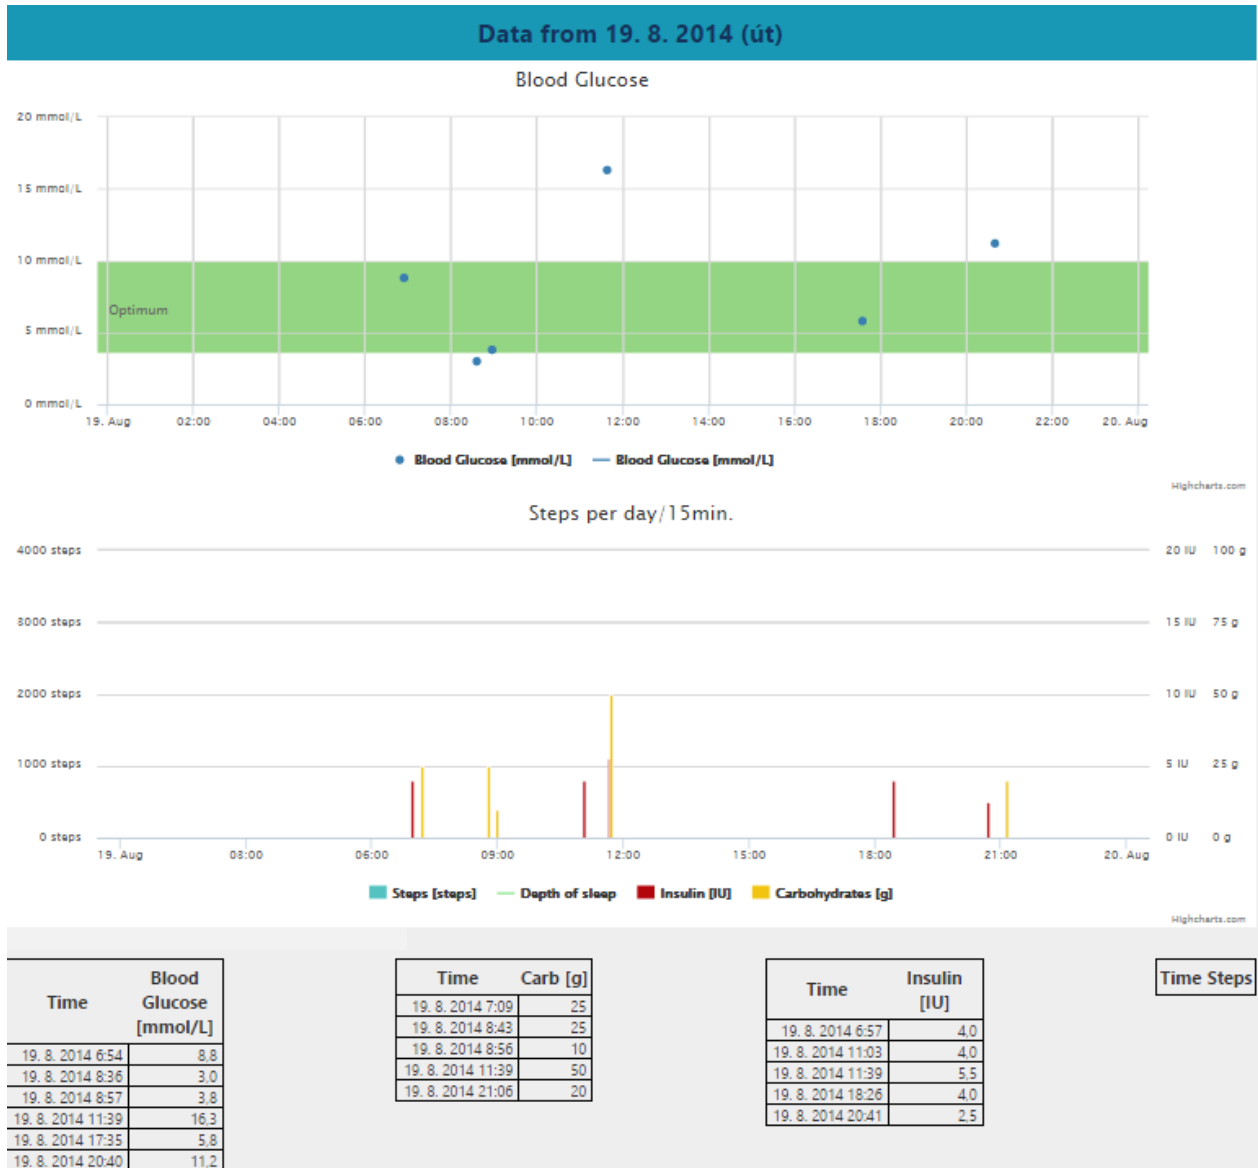 Data from 19. 8. 2014 (út)
Blood Glucose
20 mmol/L
15 mmol/L
10 mmol/L
Optimum
5 mmol/L
0 mmol/L
19. Aug 02:00 04:00 06:00 08:00 10:00 12:00 14:00 16:00 18:00 20:00 22:00 20. Aug
Blood Glucose [mmol/L] Blood Glucose [mmol/L]
Highcharts.com
Steps per day/15min.
4000 steps 20 IU 100 g
3000 steps 15 IU 75 g
2000 steps 10 IU 50 g
1000 steps 5 IU 25 g
0 steps 0 IU 0 g
19. Aug 03:00 06:00 09:00 12:00 15:00 18:00 21:00 20. Aug
Steps [steps] Depth of sleep Insulin [IU] Carbohydrates [g]
Highcharts.com
Time Blood Glucose [mmol/L]
19. 8. 2014 6:54 8,8
19. 8. 2014 8:36 3,0
19. 8. 2014 8:57 3,8
19. 8. 2014 11:39 16,3
19. 8. 2014 17:35 5,8
19. 8. 2014 20:40 11,2
Time Carb [g]
19. 8. 2014 7:09 25
19. 8. 2014 8:43 25
19. 8. 2014 8:56 10
19. 8. 2014 11:39 50
19. 8. 2014 21:06 20
Time Insulin [IU]
19. 8. 2014 6:57 4,0
19. 8. 2014 11:03 4,0
19. 8. 2014 11:39 5,5
19. 8. 2014 18:26 4,0
19. 8. 2014 20:41 2,5
Time Steps